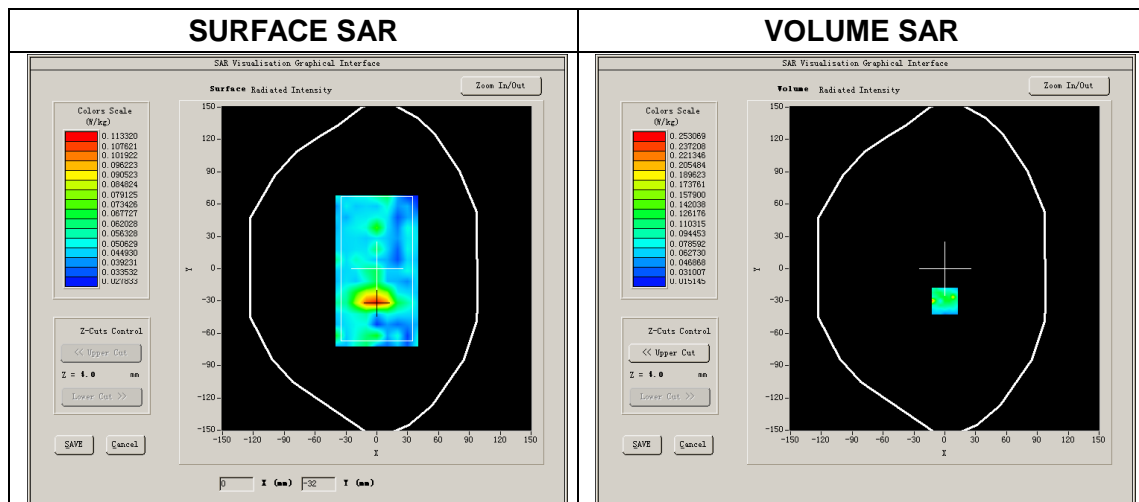 SURFACE SAR
SAR Visualisation Graphical Interface
Surface Radiated Intensity
Zoom In/Out
Colors Scale
(W/kg)
0.113320
0.107621
0.101922
0.096223
0.090523
0.084824
0.079125
0.073426
0.067727
0.062028
0.056328
0.050629
0.044930
0.039231
0.033532
0.027833
Z-Cuts Control
<< Upper Cut
Z = 4.0 mm
Lower Cut >>
SAVE Cancel
150
120
90
60
30
0
-30
-60
-90
-120
-150
Y
-150 -120 -90 -60 -30 0 30 60 90 120 150
X
0 X (mm) -32 Y (mm)
VOLUME SAR
SAR Visualisation Graphical Interface
Volume Radiated Intensity
Zoom In/Out
Colors Scale
(W/kg)
0.253069
0.237208
0.221346
0.205484
0.189623
0.173761
0.157900
0.142038
0.126176
0.110315
0.094453
0.078592
0.062730
0.046868
0.031007
0.015145
Z-Cuts Control
<< Upper Cut
Z = 4.0 mm
Lower Cut >>
SAVE Cancel
150
120
90
60
30
0
-30
-60
-90
-120
-150
Y
-150 -120 -90 -60 -30 0 30 60 90 120 150
X